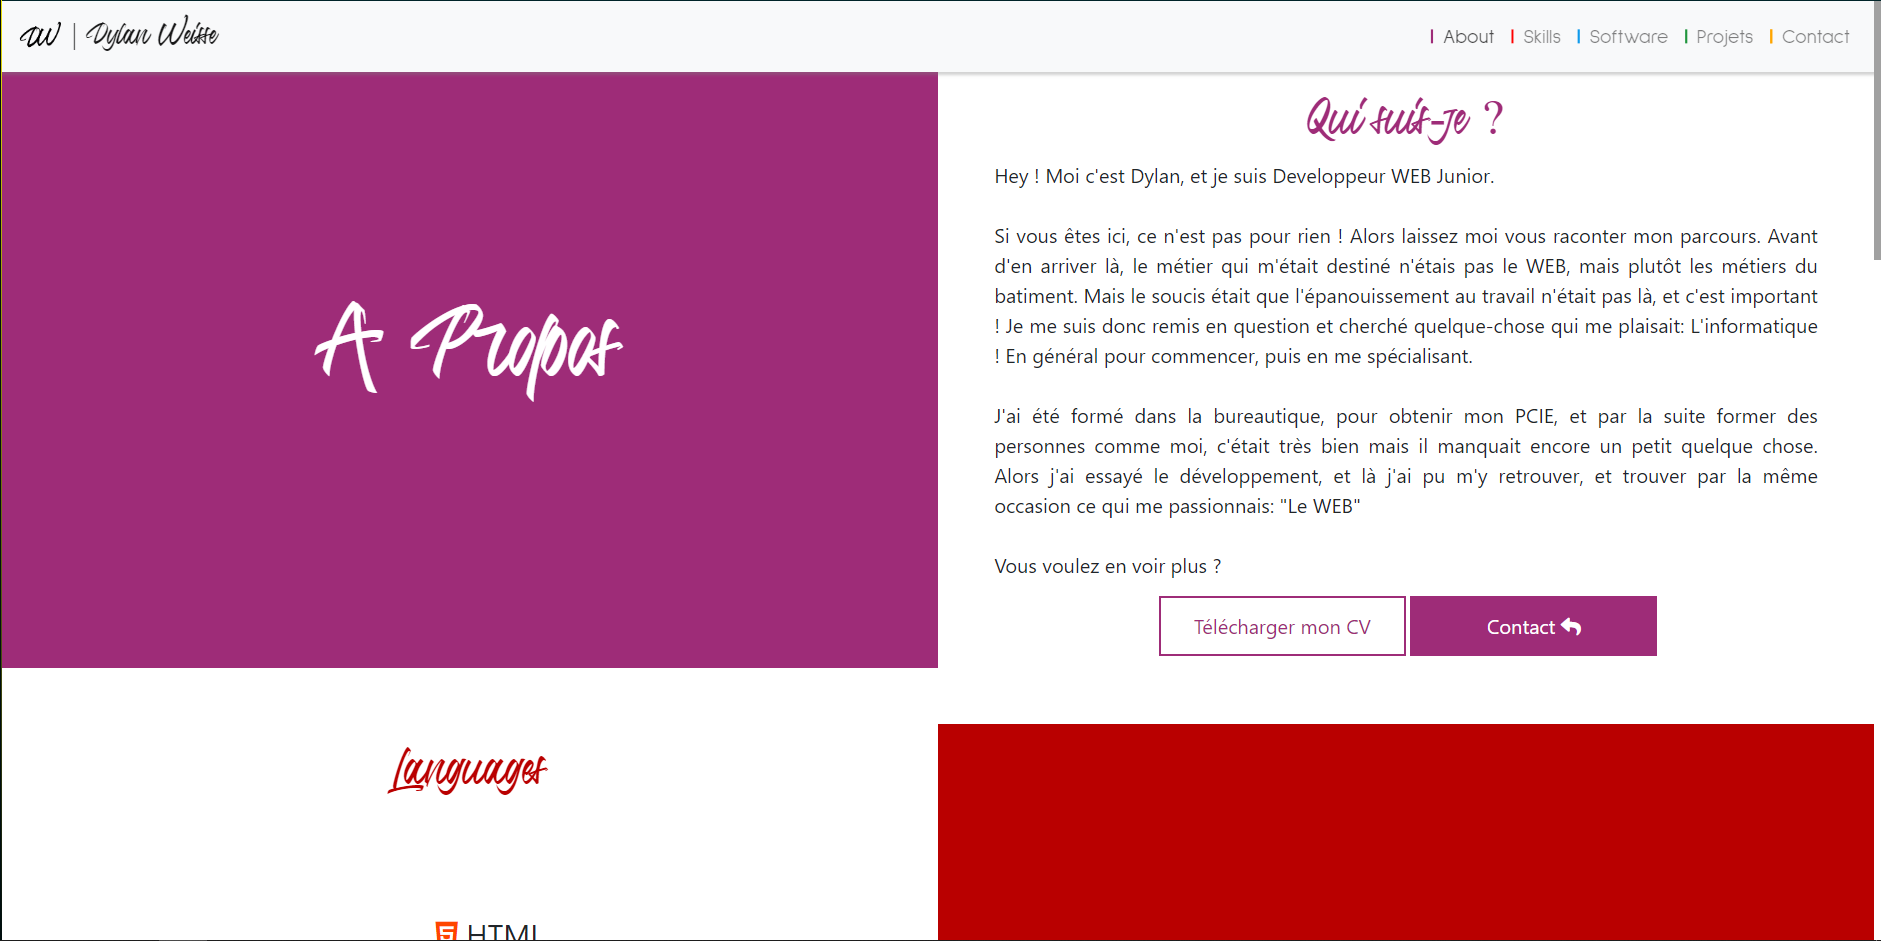 DW | Dylan Weisse
About
Skills
Software
Projets
Contact
A Propos
Qui suis-je ?
Hey ! Moi c'est Dylan, et je suis Developpeur WEB Junior.
Si vous êtes ici, ce n'est pas pour rien ! Alors laissez moi vous raconter mon parcours. Avant
d'en arriver là, le métier qui m'était destiné n'étais pas le WEB, mais plutôt les métiers du
batiment. Mais le soucis était que l'épanouissement au travail n'était pas là, et c'est important
! Je me suis donc remis en question et cherché quelque-chose qui me plaisait: L'informatique
! En général pour commencer, puis en me spécialisant.
J'ai été formé dans la bureautique, pour obtenir mon PCIE, et par la suite former des
personnes comme moi, c'était très bien mais il manquait encore un petit quelque chose.
Alors j'ai essayé le développement, et là j'ai pu m'y retrouver, et trouver par la même
occasion ce qui me passionnais: "Le WEB"
Vous voulez en voir plus ?
Télécharger mon CV
Contact
Languages
HTML